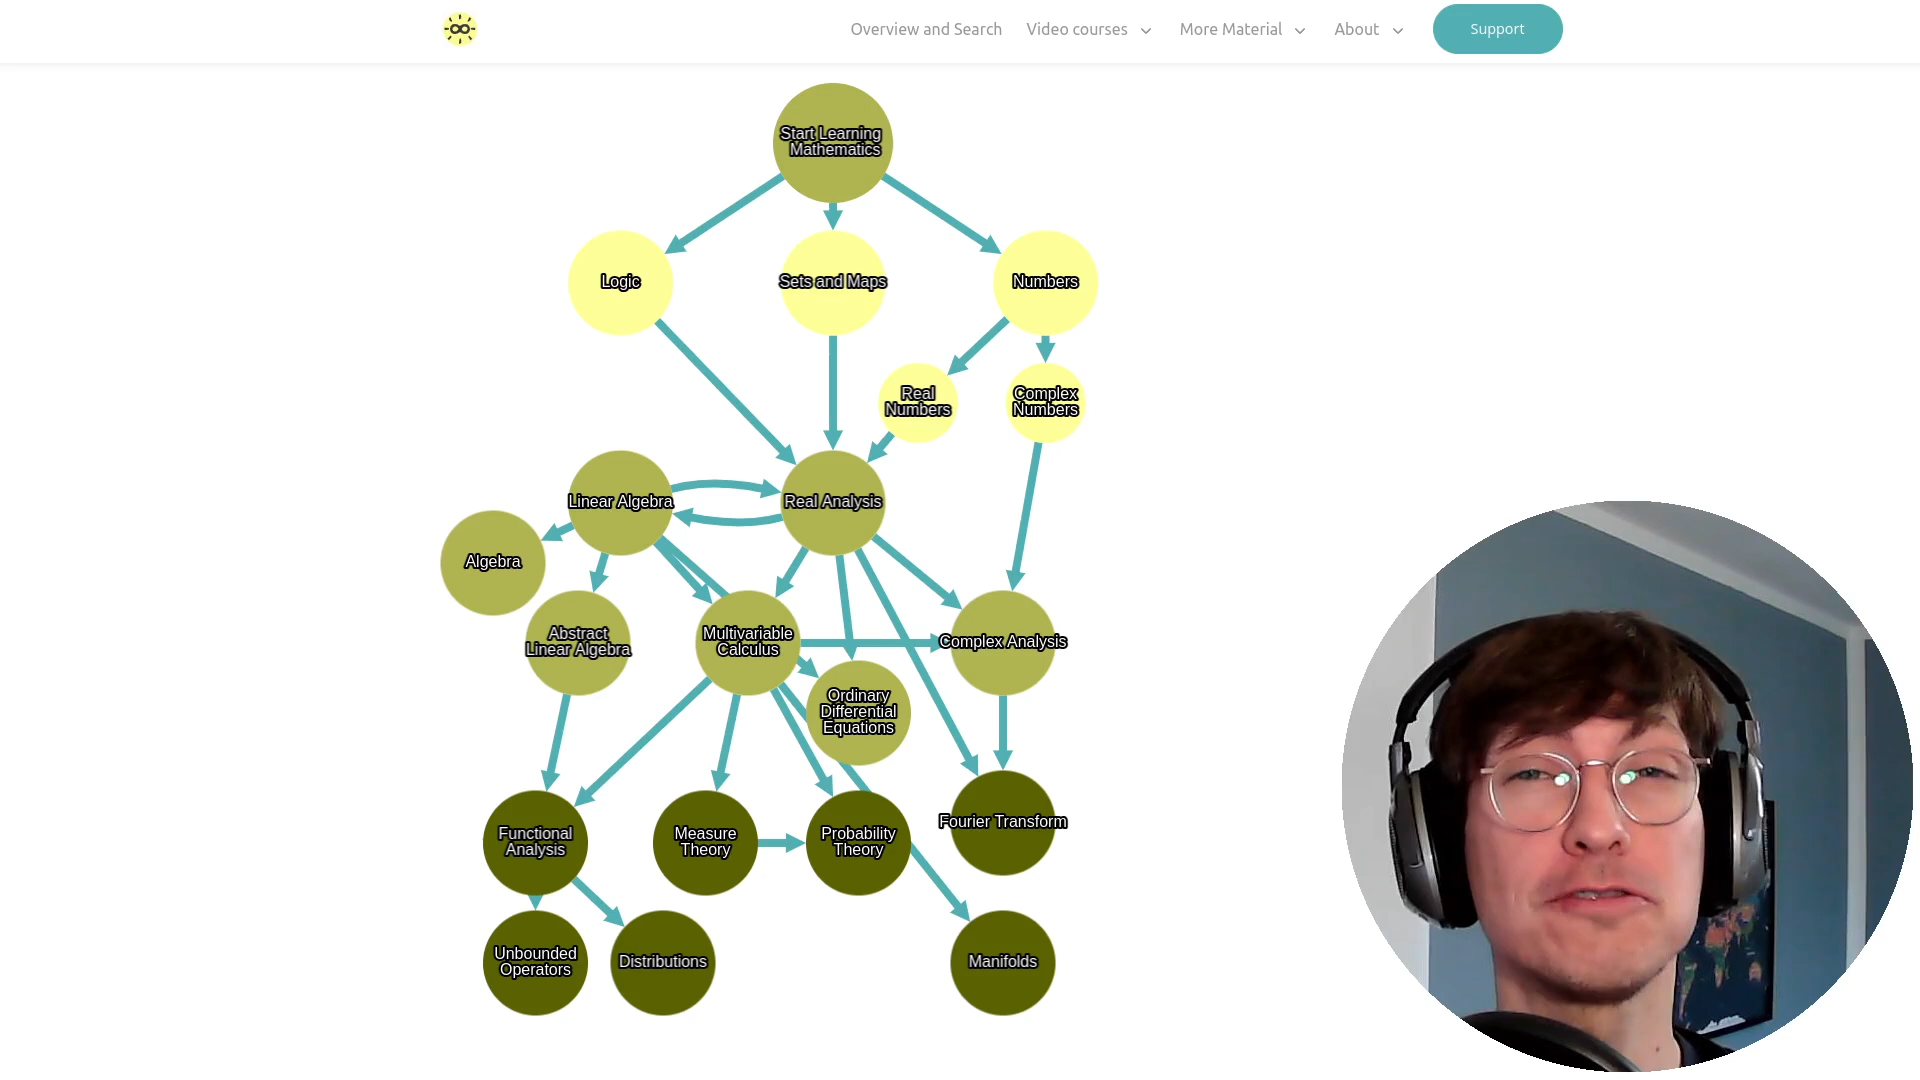 Overview and Search
Video courses
More Material
About
Support
Start Learning
Mathematics
Logic
Sets and Maps
Numbers
Real
Numbers
Complex
Numbers
Linear Algebra
Real Analysis
Algebra
Abstract
Linear Algebra
Multivariable
Calculus
Complex Analysis
Ordinary
Differential
Equations
Functional
Analysis
Measure
Theory
Probability
Theory
Fourier Transform
Unbounded
Operators
Distributions
Manifolds